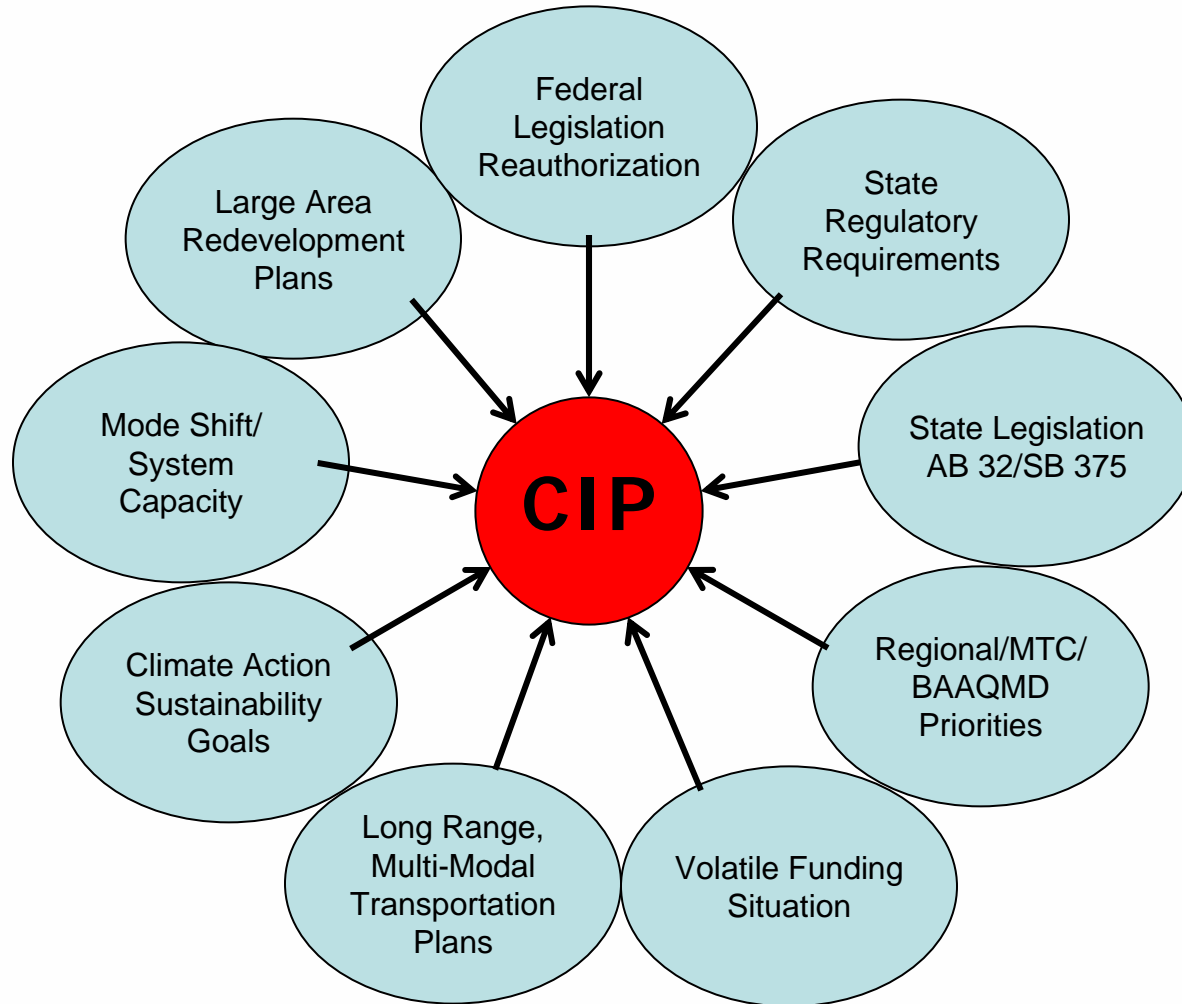 Federal
Legislation
Reauthorization
State
Regulatory
Requirements
State Legislation
AB 32/SB 375
Regional/MTC/
BAAQMD
Priorities
Volatile Funding
Situation
Long Range,
Multi-Modal
Transportation
Plans
Climate Action
Sustainability
Goals
Mode Shift/
System
Capacity
Large Area
Redevelopment
Plans
CIP